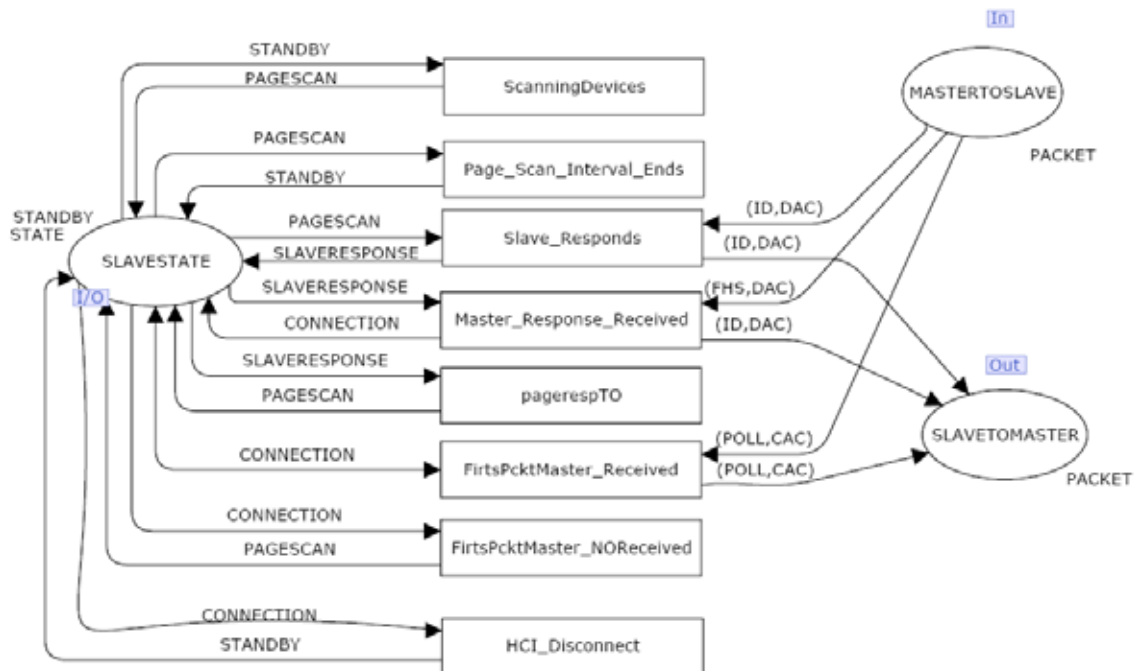 In
STANDBY
PAGESCAN
ScanningDevices
MASTERTOSLAVE
PACKET
PAGESCAN
STANDBY
Page_Scan_Interval_Ends
STANDBY
STATE
PAGESCAN
SLAVERESPONSE
Slave_Responds
(ID,DAC)
(ID,DAC)
SLAVESTATE
I/O
SLAVERESPONSE
CONNECTION
Master_Response_Received
(FHS,DAC)
(ID,DAC)
SLAVERESPONSE
PAGESCAN
pagerespTO
Out
SLAVETOMASTER
PACKET
CONNECTION
FirtsPcktMaster_Received
(POLL,CAC)
(POLL,CAC)
CONNECTION
PAGESCAN
FirtsPcktMaster_NOReceived
CONNECTION
STANDBY
HCI_Disconnect